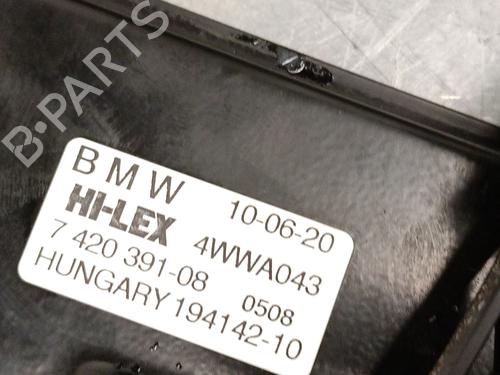 B·PARTS
BMW 10-06-20
HI-LEX 4WWA043
7 420 391-08 0508
HUNGARY 194142-10